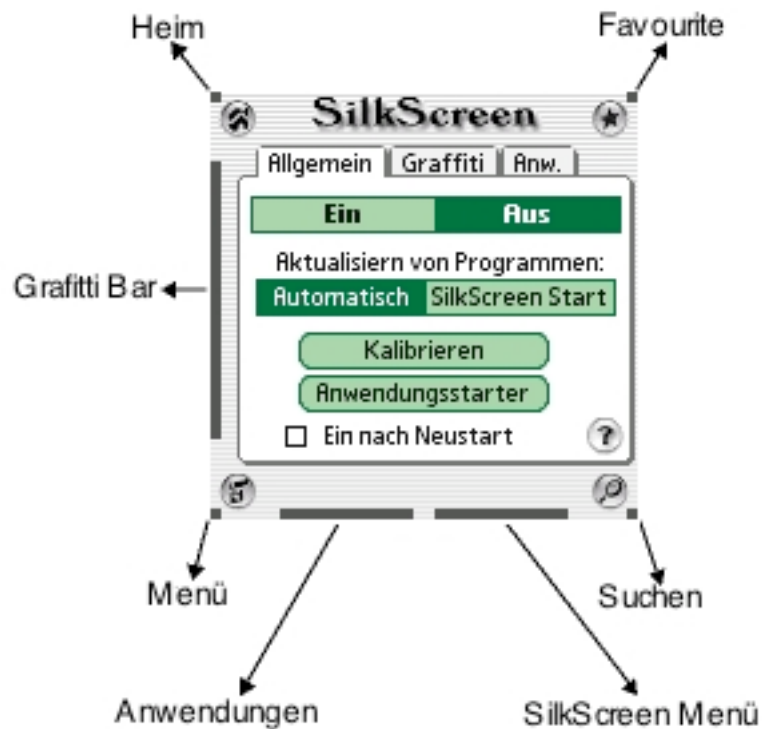 Heim
Favourite
SilkScreen
Allgemein Graffiti Anw.
Ein Aus
Aktualisiern von Programmen:
Grafitti Bar
Automatisch SilkScreen Start
Kalibrieren
Anwendungsstarter
Ein nach Neustart ?
Menü
Suchen
Anwendungen
SilkScreen Menü